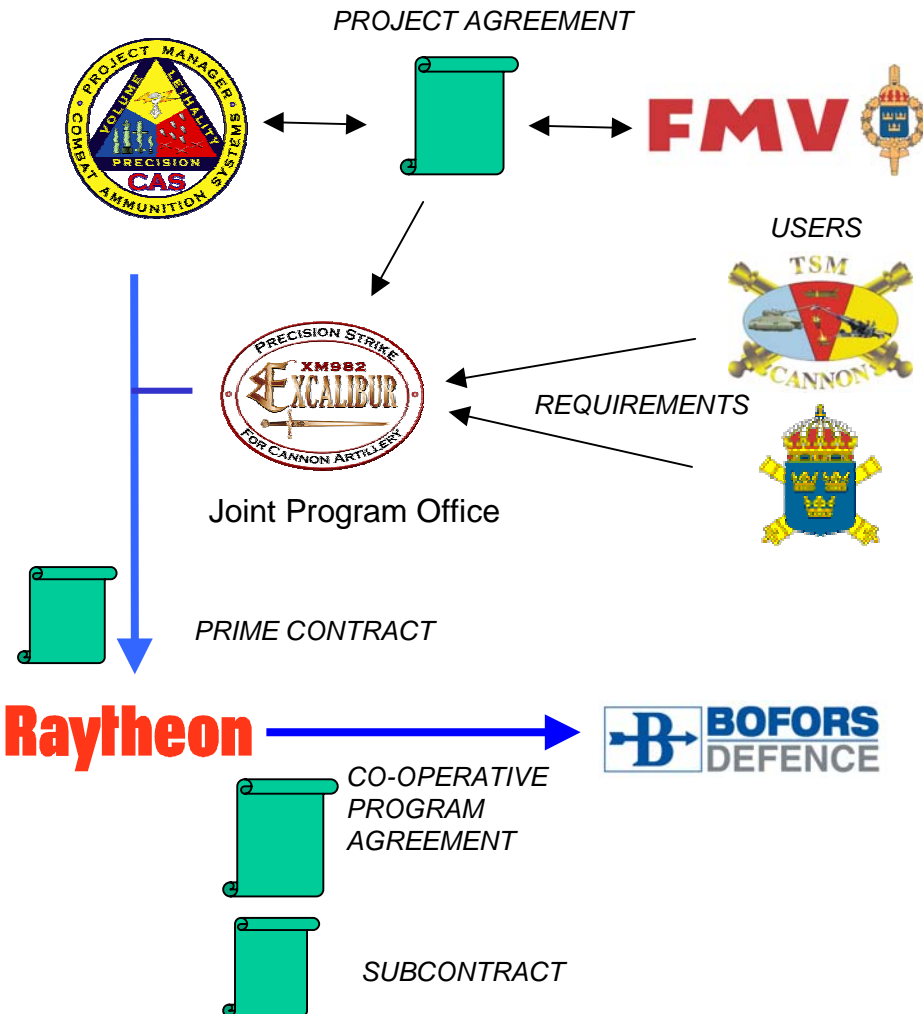 PROJECT AGREEMENT
PROJECT MANAGER
COMBAT AMMUNITION SYSTEMS
VOLUME
LETHALITY
PRECISION
CAS
FMV
USERS
TSM
CANNON
PRECISION STRIKE
XM982
EXCALIBUR
FOR CANNON ARTILLERY
REQUIREMENTS
Joint Program Office
PRIME CONTRACT
Raytheon
B
BOFORS
DEFENCE
CO-OPERATIVE
PROGRAM
AGREEMENT
SUBCONTRACT